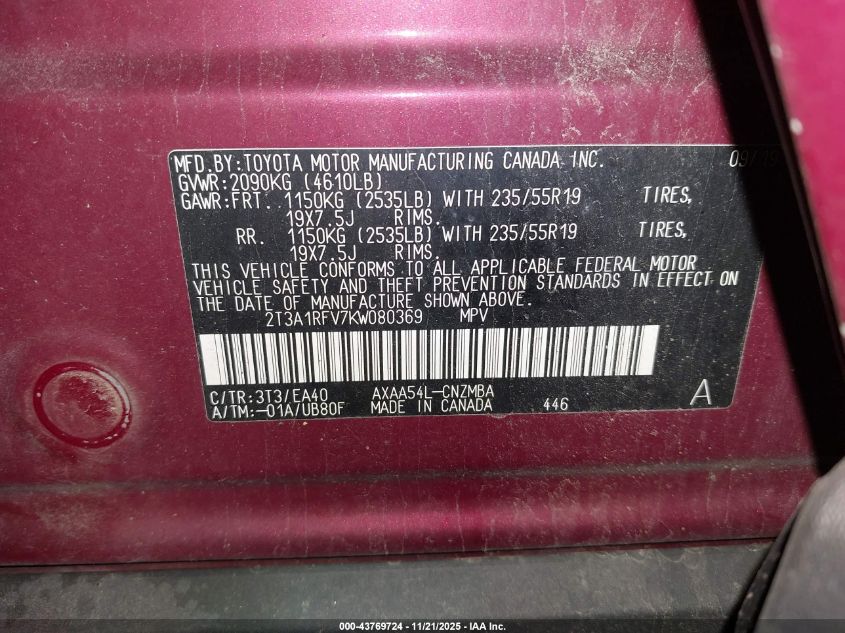 MFD.BY:TOYOTA MOTOR MANUFACTURING CANADA INC. 09/19
GVWR:2090KG (4610LB)
GAWR:FRT. 1150KG (2535LB) WITH 235/55R19 TIRES,
19X7.5J RIMS.
RR. 1150KG (2535LB) WITH 235/55R19 TIRES,
19X7.5J RIMS.
THIS VEHICLE CONFORMS TO ALL APPLICABLE FEDERAL MOTOR
VEHICLE SAFETY AND THEFT PREVENTION STANDARDS IN EFFECT ON
THE DATE OF MANUFACTURE SHOWN ABOVE.
2T3A1RFV7KW080369 MPV
C/TR:3T3/EA40 AXAA54L-CNZMBA
A/TM:-01A/UB80F MADE IN CANADA 446 A
000-43769724 - 11/21/2025 - IAA Inc.